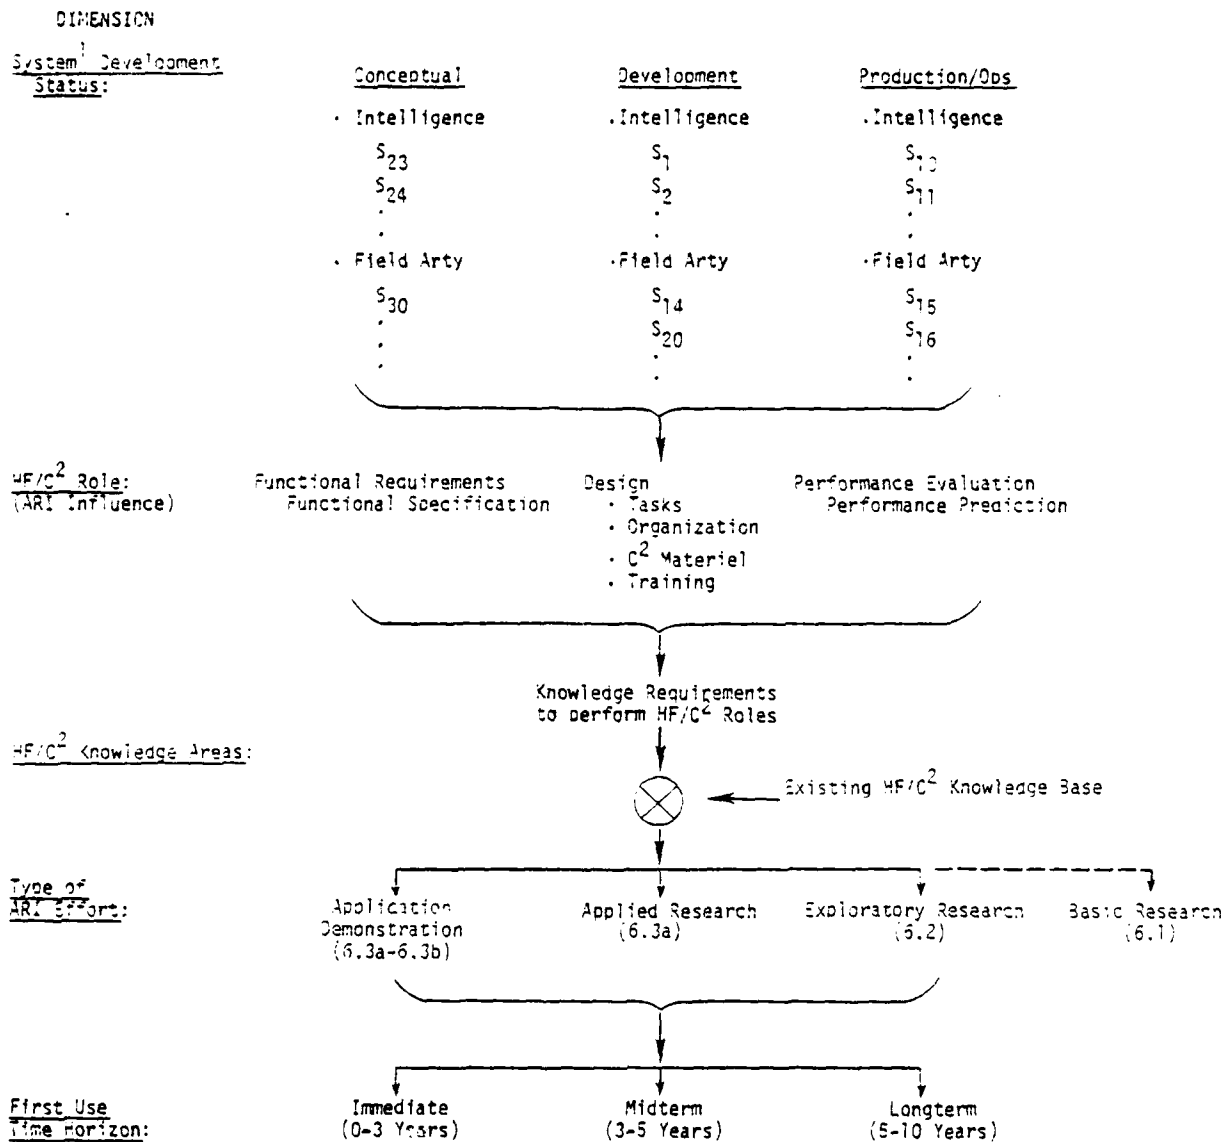 DIMENSION
System¹ Development
Status:
Conceptual Development Production/Ops
· Intelligence · Intelligence · Intelligence
S23 S1 S10
S24 S2 S11
· Field Arty · Field Arty · Field Arty
S30 S14 S15
S20 S16
HF/C² Role: Functional Requirements Design Performance Evaluation
(ARI Influence) Functional Specification · Tasks Performance Prediction
· Organization
· C² Materiel
· Training
Knowledge Requirements
to perform HF/C² Roles
HF/C² Knowledge Areas:
Existing HF/C² Knowledge Base
Type of
ARI Effort:
Application Applied Research Exploratory Research Basic Research
Demonstration (6.3a) (6.2) (6.1)
(6.3a-6.3b)
First Use Immediate Midterm Longterm
Time Horizon: (0-3 Years) (3-5 Years) (5-10 Years)